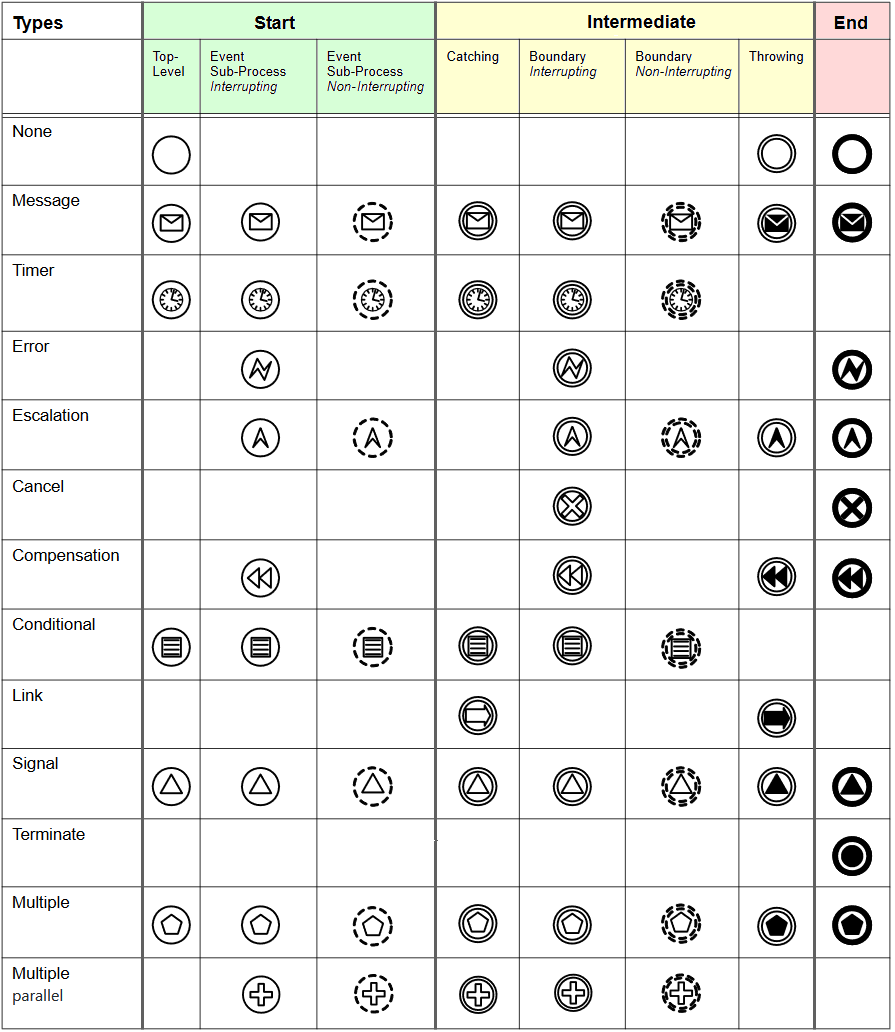 Types
Start
Intermediate
End
Top-
Level
Event
Sub-Process
Interrupting
Event
Sub-Process
Non-Interrupting
Catching
Boundary
Interrupting
Boundary
Non-Interrupting
Throwing
None
Message
Timer
Error
Escalation
Cancel
Compensation
Conditional
Link
Signal
Terminate
Multiple
Multiple
parallel